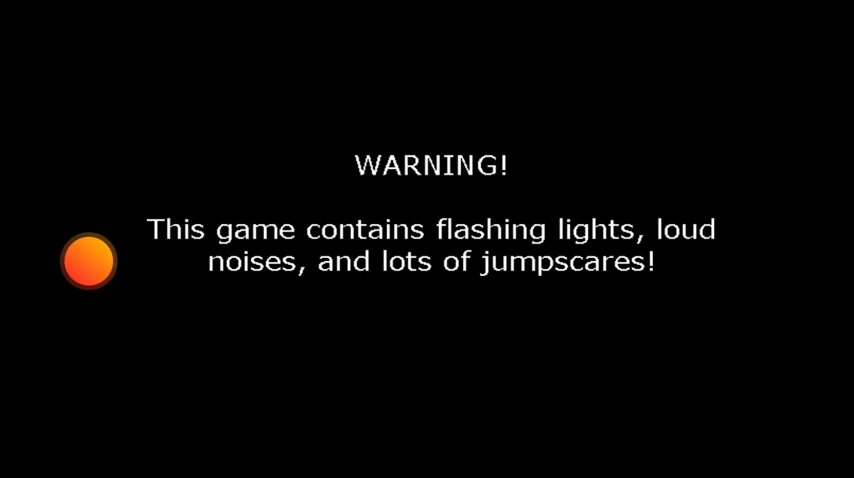 WARNING!
This game contains flashing lights, loud
noises, and lots of jumpscares!